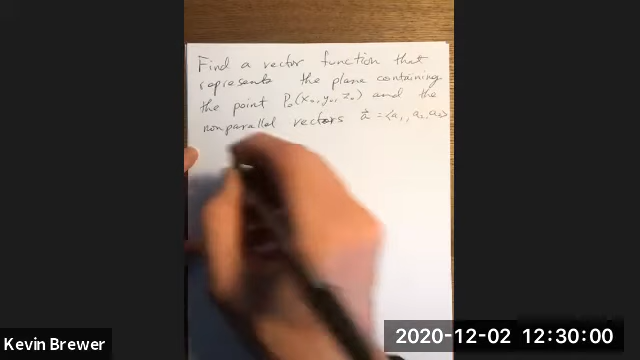 Find a vector function that
represents the plane containing
the point P₀(x₀, y₀, z₀) and the
nonparallel vectors a⃗ = <a₁, a₂, a₃>
Kevin Brewer
2020-12-02 12:30:00